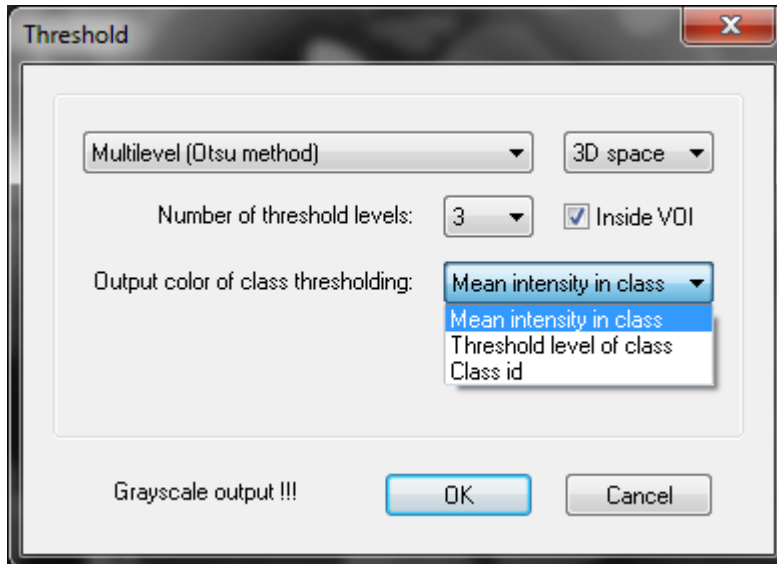 Threshold
Multilevel (Otsu method) 3D space
Number of threshold levels: 3 Inside VOI
Output color of class thresholding: Mean intensity in class
Mean intensity in class
Threshold level of class
Class id
Grayscale output !!! OK Cancel